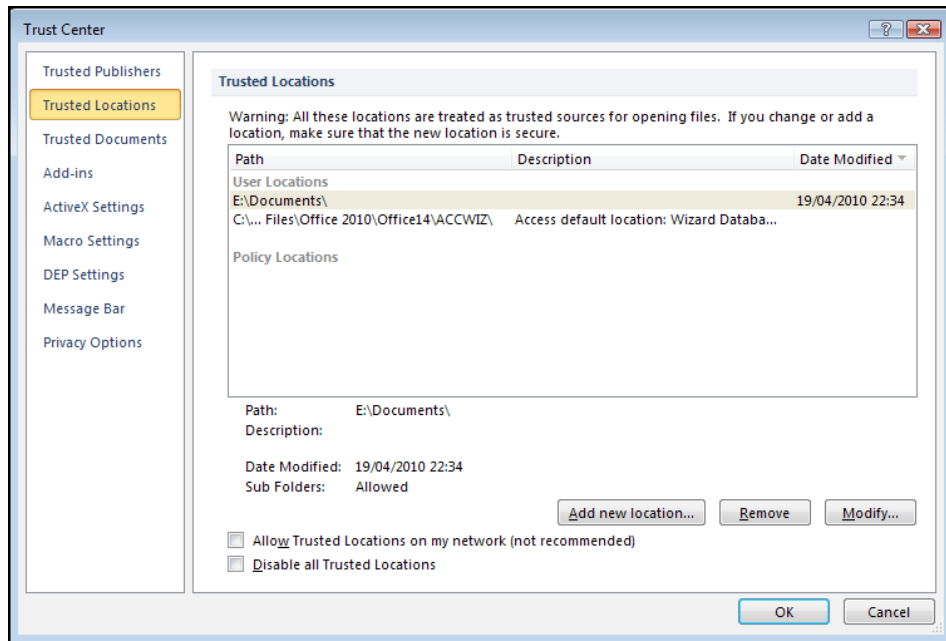 Trust Center
Trusted Publishers
Trusted Locations
Trusted Documents
Add-ins
ActiveX Settings
Macro Settings
DEP Settings
Message Bar
Privacy Options
Trusted Locations
Warning: All these locations are treated as trusted sources for opening files. If you change or add a
location, make sure that the new location is secure.
Path Description Date Modified
User Locations
E:\Documents\ 19/04/2010 22:34
C:\... Files\Office 2010\Office14\ACCWIZ\ Access default location: Wizard Databa...
Policy Locations
Path: E:\Documents\
Description:
Date Modified: 19/04/2010 22:34
Sub Folders: Allowed
Add new location... Remove Modify...
Allow Trusted Locations on my network (not recommended)
Disable all Trusted Locations
OK Cancel